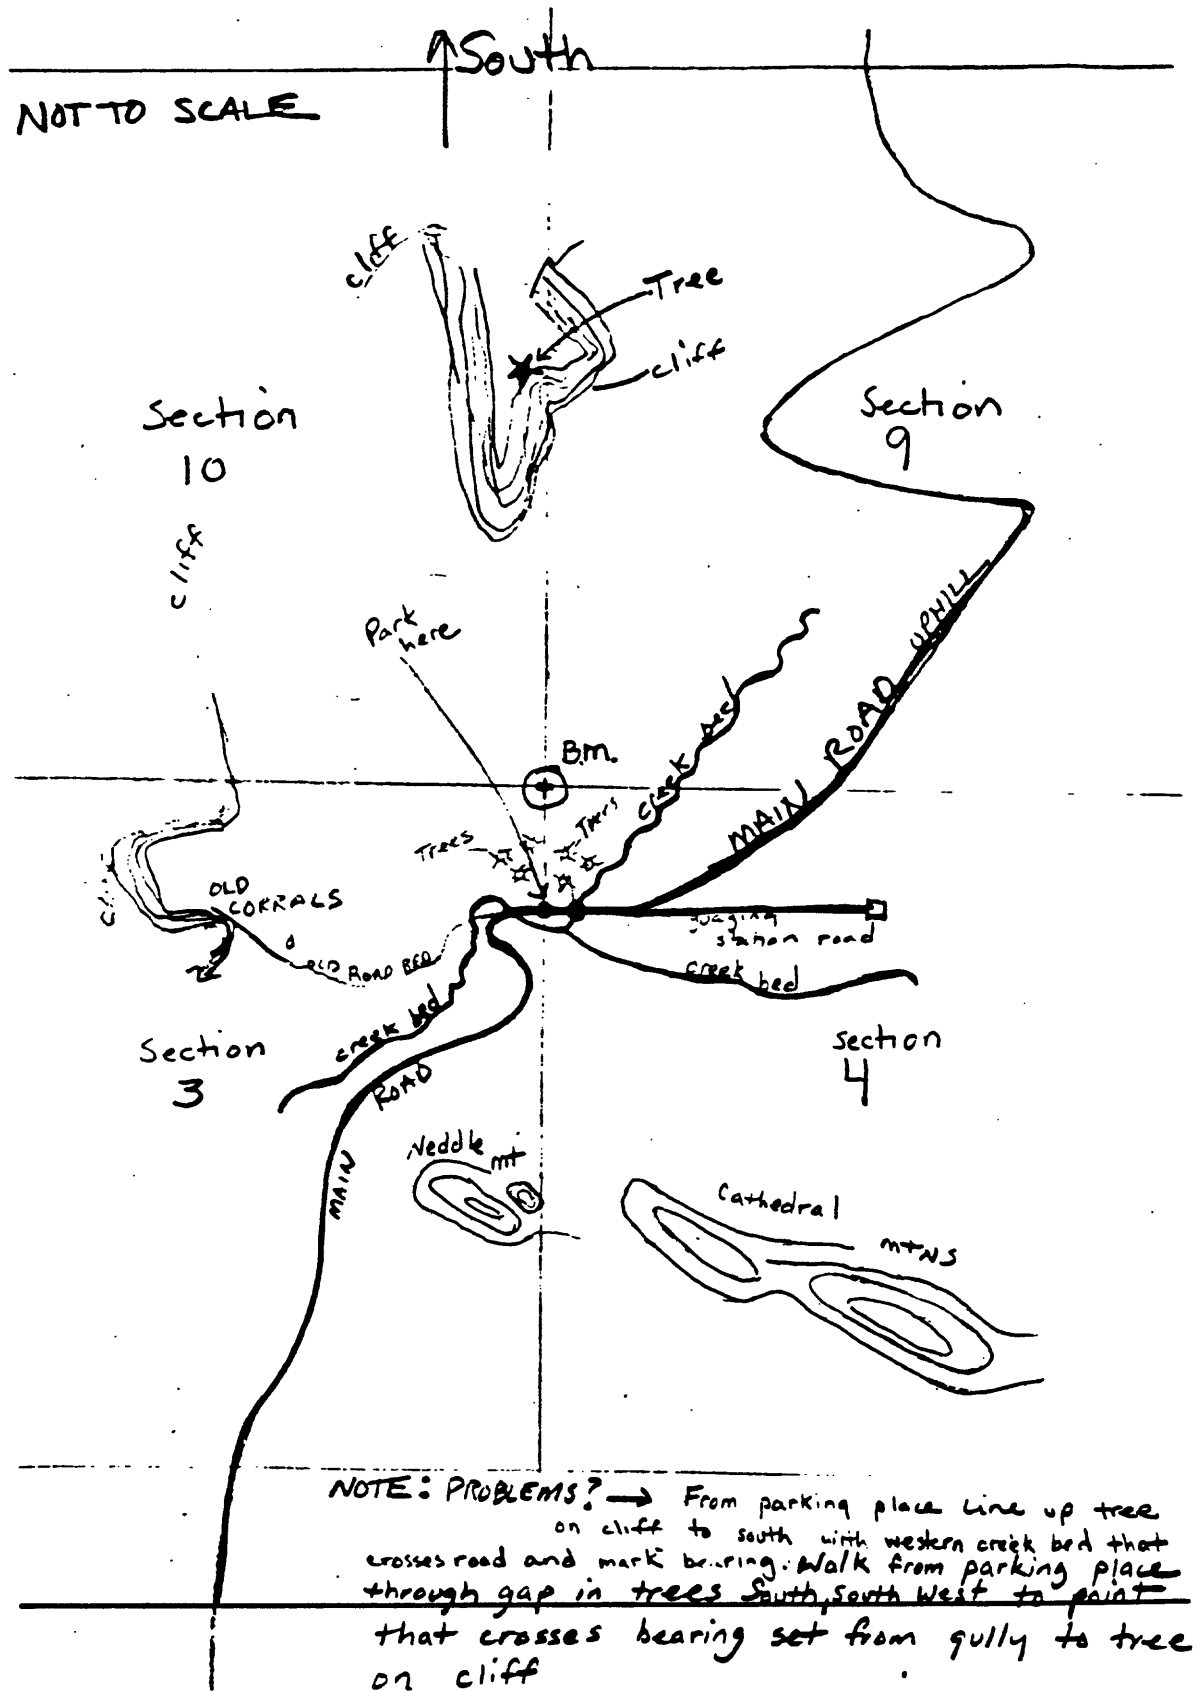 South
NOT TO SCALE
cliff
Tree
cliff
Section
10
Section
9
cliff
Park
here
UPHILL
MAIN ROAD
creek bed
B.M.
Trees
Trees
OLD
CORRALS
OLD ROAD BED
guaging
station road
creek bed
creek bed
Section
3
section
4
MAIN ROAD
Neddle
mt
Cathedral
mtNS
NOTE: PROBLEMS? → From parking place Line up tree
on cliff to south with western creek bed that
crosses road and mark bearing. Walk from parking place
through gap in trees South, South West to point
that crosses bearing set from gully to tree
on cliff